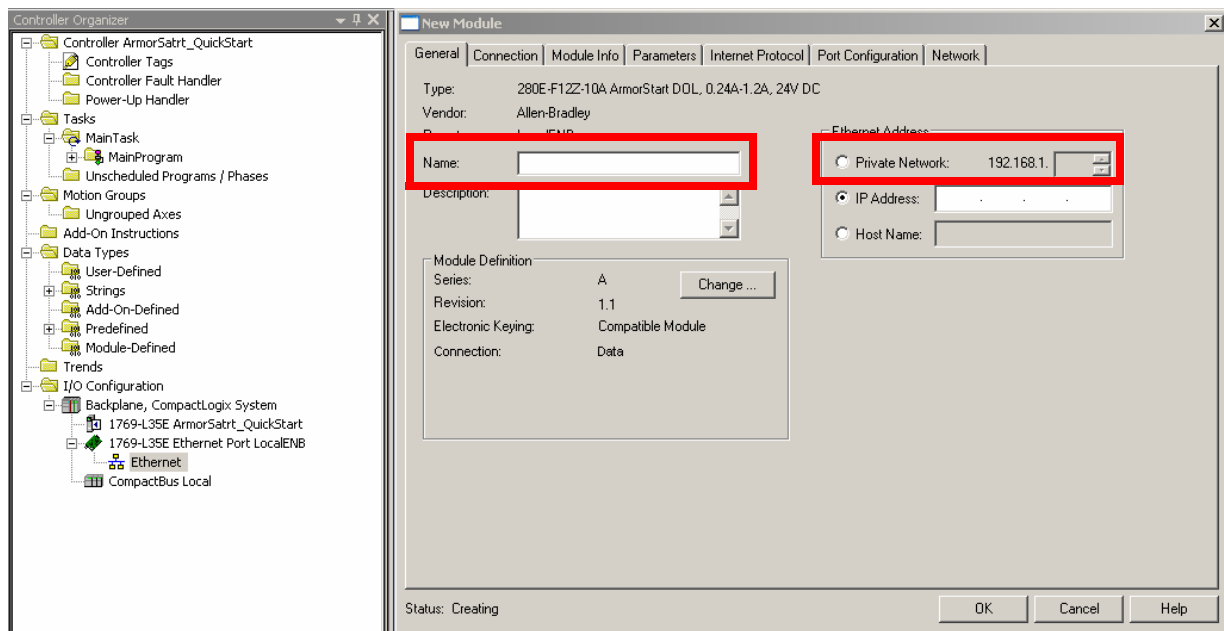 Controller Organizer
Controller ArmorSatrt_QuickStart
Controller Tags
Controller Fault Handler
Power-Up Handler
Tasks
MainTask
MainProgram
Unscheduled Programs / Phases
Motion Groups
Ungrouped Axes
Add-On Instructions
Data Types
User-Defined
Strings
Add-On-Defined
Predefined
Module-Defined
Trends
I/O Configuration
Backplane, CompactLogix System
1769-L35E ArmorSatrt_QuickStart
1769-L35E Ethernet Port LocalENB
Ethernet
CompactBus Local
New Module
General Connection Module Info Parameters Internet Protocol Port Configuration Network
Type: 280E-F12Z-10A ArmorStart DOL, 0.24A-1.2A, 24V DC
Vendor: Allen-Bradley
Name:
Description:
Ethernet Address
Private Network: 192.168.1.
IP Address: . . .
Host Name:
Module Definition
Series: A
Change ...
Revision: 1.1
Electronic Keying: Compatible Module
Connection: Data
Status: Creating
OK Cancel Help